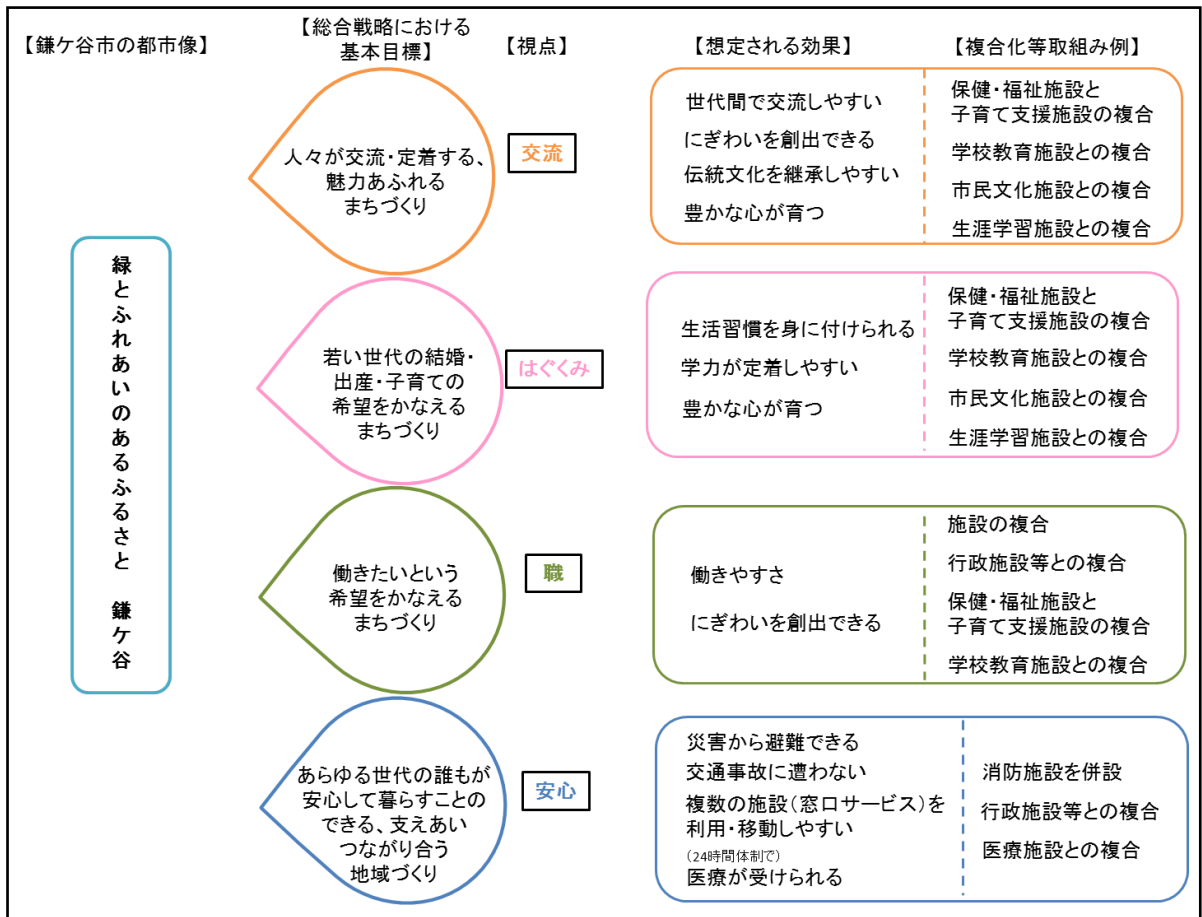 【鎌ケ谷市の都市像】
【総合戦略における
基本目標】
【視点】
【想定される効果】
【複合化等取組み例】
緑とふれあいのあるふるさと 鎌ケ谷
人々が交流・定着する、
魅力あふれる
まちづくり
交流
世代間で交流しやすい
にぎわいを創出できる
伝統文化を継承しやすい
豊かな心が育つ
保健・福祉施設と
子育て支援施設の複合
学校教育施設との複合
市民文化施設との複合
生涯学習施設との複合
若い世代の結婚・
出産・子育ての
希望をかなえる
まちづくり
はぐくみ
生活習慣を身に付けられる
学力が定着しやすい
豊かな心が育つ
保健・福祉施設と
子育て支援施設の複合
学校教育施設との複合
市民文化施設との複合
生涯学習施設との複合
働きたいという
希望をかなえる
まちづくり
職
働きやすさ
にぎわいを創出できる
施設の複合
行政施設等との複合
保健・福祉施設と
子育て支援施設の複合
学校教育施設との複合
あらゆる世代の誰もが
安心して暮らすことの
できる、支えあい
つながり合う
地域づくり
安心
災害から避難できる
交通事故に遭わない
複数の施設（窓口サービス）を
利用・移動しやすい
（24時間体制で）
医療が受けられる
消防施設を併設
行政施設等との複合
医療施設との複合